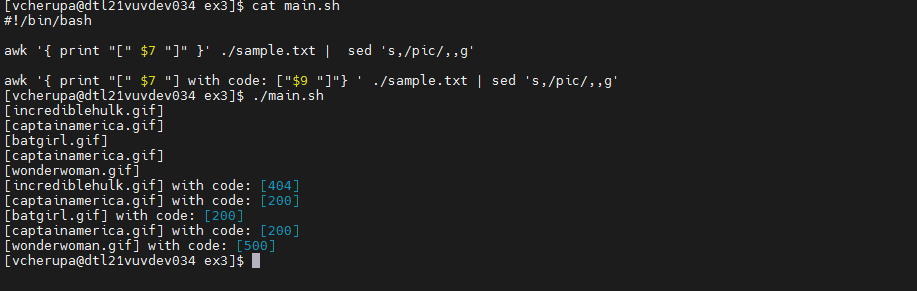 [vcherupa@dtl21vuvdev034 ex3]$ cat main.sh
#!/bin/bash
awk '{ print "[" $7 "]" }' ./sample.txt |  sed 's,/pic/,,g'
awk '{ print "[" $7 "] with code: ["$9 "]"} ' ./sample.txt | sed 's,/pic/,,g'
[vcherupa@dtl21vuvdev034 ex3]$ ./main.sh
[incrediblehulk.gif]
[captainamerica.gif]
[batgirl.gif]
[captainamerica.gif]
[wonderwoman.gif]
[incrediblehulk.gif] with code: [404]
[captainamerica.gif] with code: [200]
[batgirl.gif] with code: [200]
[captainamerica.gif] with code: [200]
[wonderwoman.gif] with code: [500]
[vcherupa@dtl21vuvdev034 ex3]$